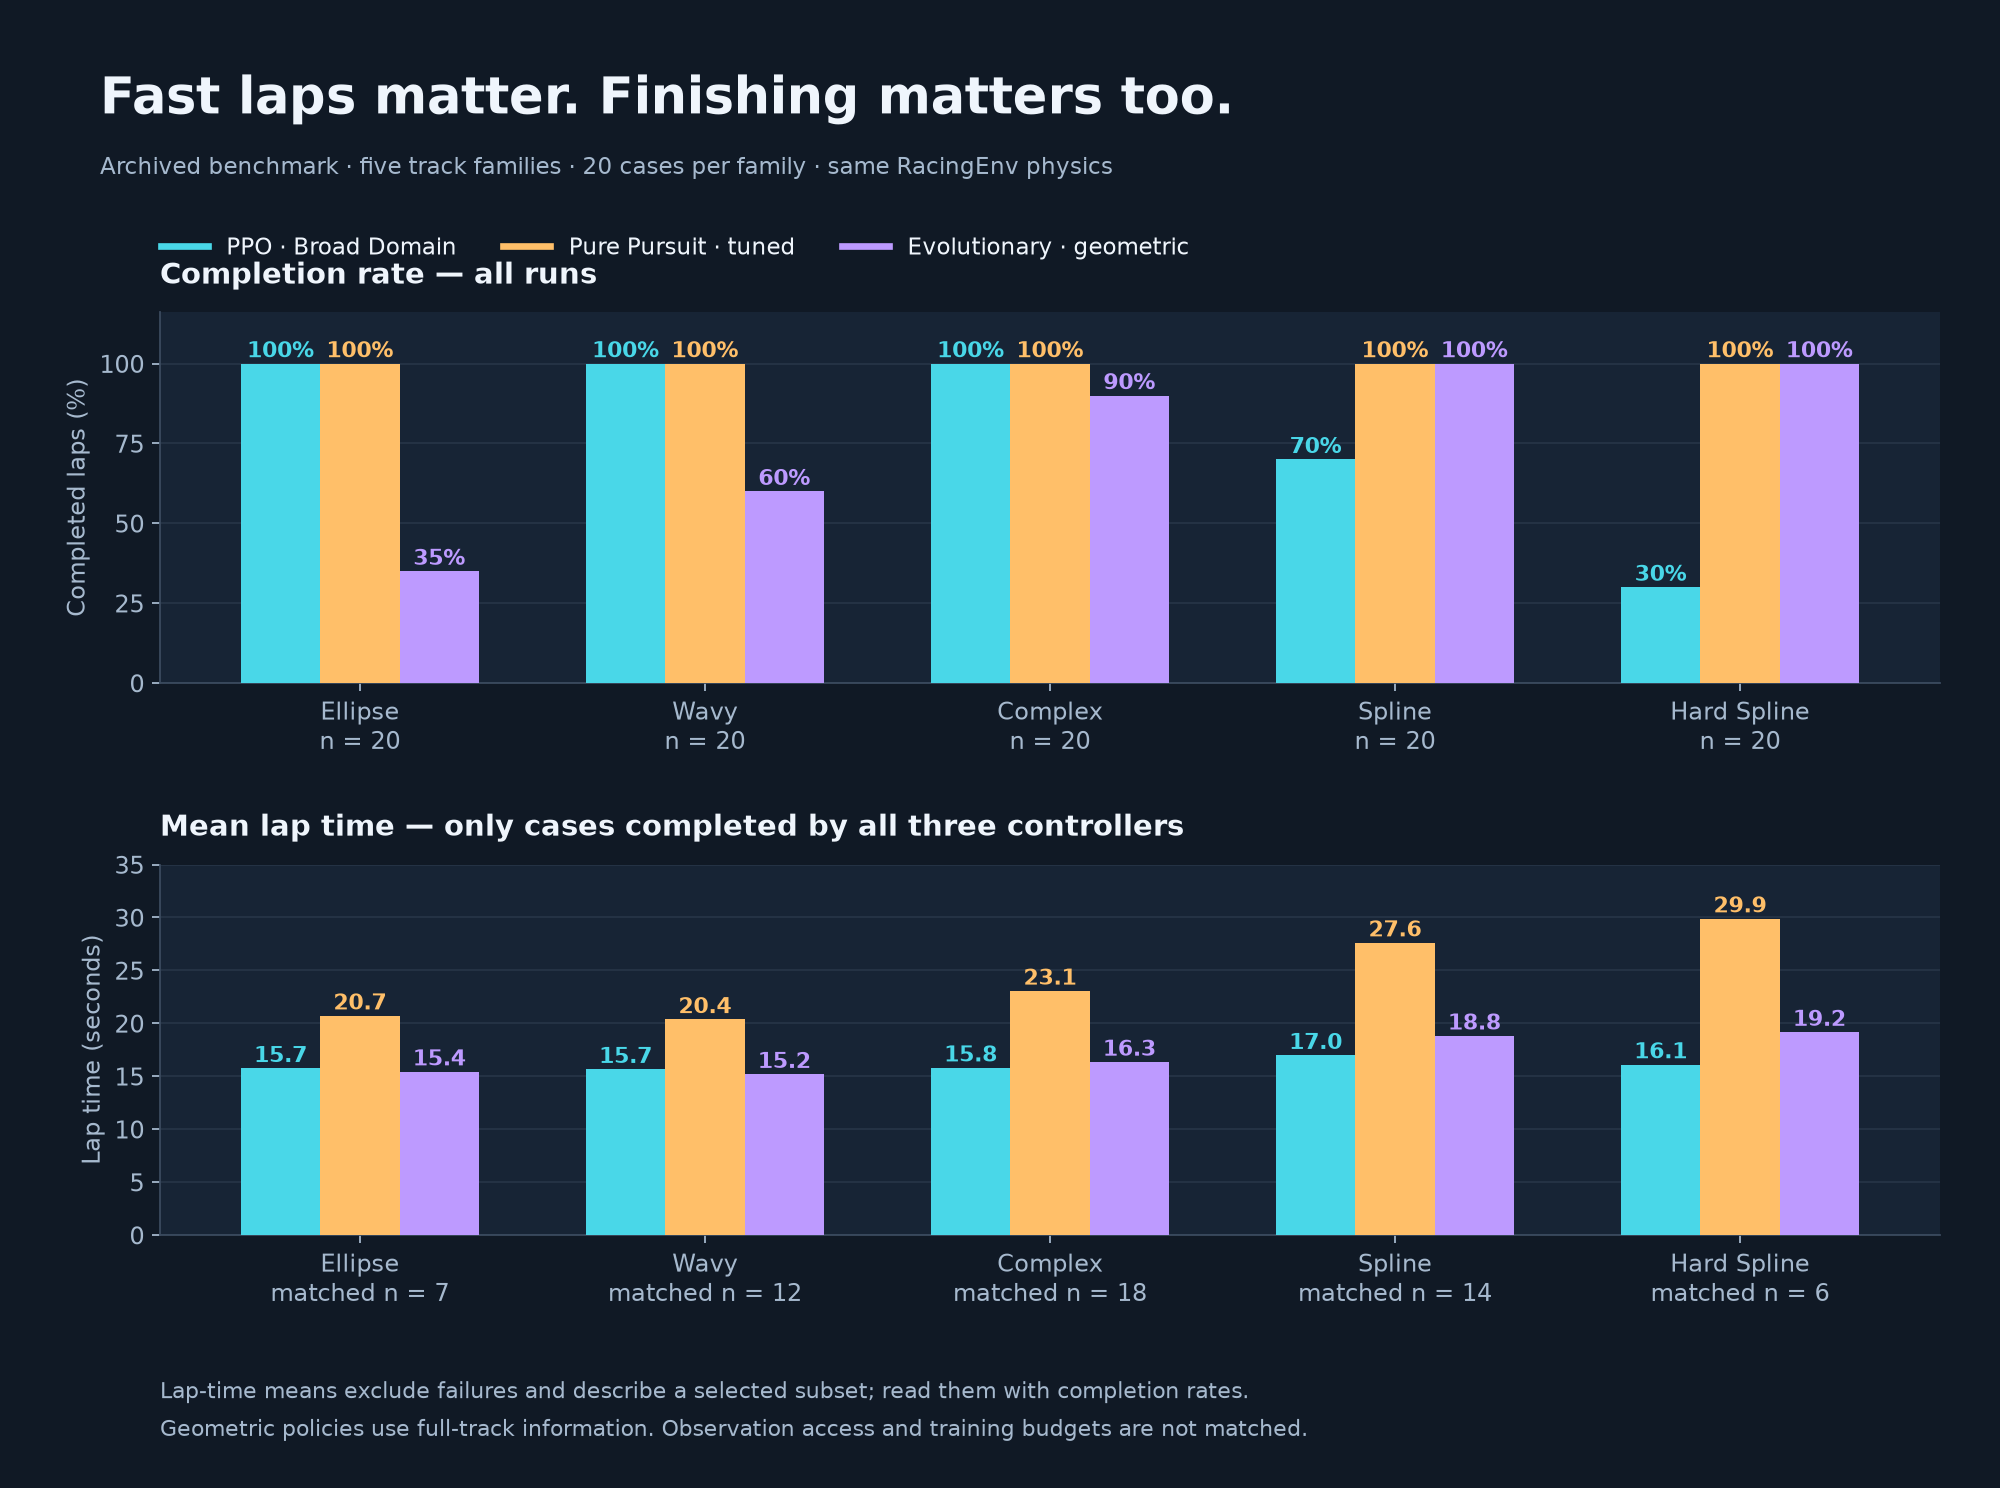 Fast laps matter. Finishing matters too.
Archived benchmark · five track families · 20 cases per family · same RacingEnv physics
PPO · Broad Domain Pure Pursuit · tuned Evolutionary · geometric
Completion rate — all runs
Completed laps (%)
100
75
50
25
0
100% 100% 35%
100% 100% 60%
100% 100% 90%
70% 100% 100%
30% 100% 100%
Ellipse Wavy Complex Spline Hard Spline
n = 20 n = 20 n = 20 n = 20 n = 20
Mean lap time — only cases completed by all three controllers
Lap time (seconds)
35
30
25
20
15
10
5
0
15.7 20.7 15.4
15.7 20.4 15.2
15.8 23.1 16.3
17.0 27.6 18.8
16.1 29.9 19.2
Ellipse Wavy Complex Spline Hard Spline
matched n = 7 matched n = 12 matched n = 18 matched n = 14 matched n = 6
Lap-time means exclude failures and describe a selected subset; read them with completion rates.
Geometric policies use full-track information. Observation access and training budgets are not matched.